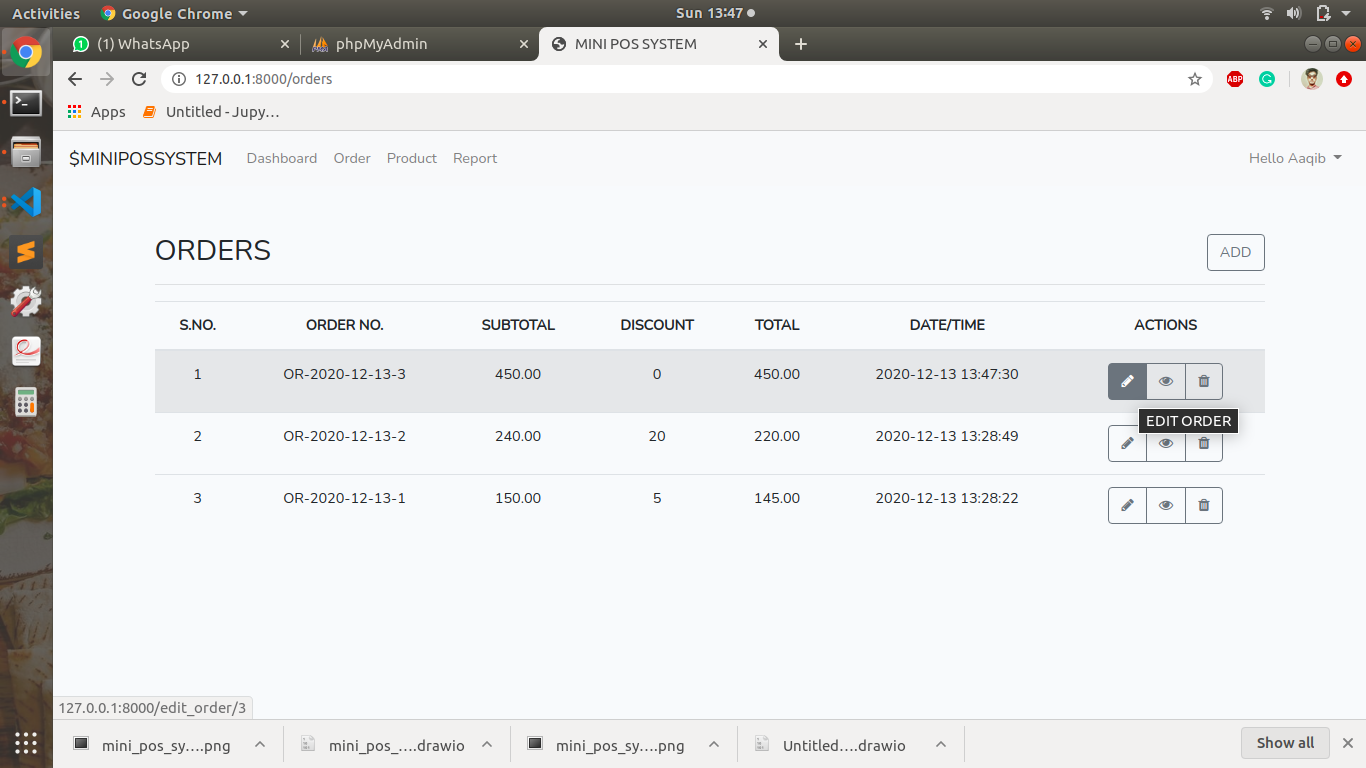 Activities Google Chrome Sun 13:47
(1) WhatsApp phpMyAdmin MINI POS SYSTEM
127.0.0.1:8000/orders ABP
Apps Untitled - Jupy...
$MINIPOSSYSTEM Dashboard Order Product Report Hello Aaqib
ORDERS ADD
S.NO. ORDER NO. SUBTOTAL DISCOUNT TOTAL DATE/TIME ACTIONS
1 OR-2020-12-13-3 450.00 0 450.00 2020-12-13 13:47:30
EDIT ORDER
2 OR-2020-12-13-2 240.00 20 220.00 2020-12-13 13:28:49
3 OR-2020-12-13-1 150.00 5 145.00 2020-12-13 13:28:22
127.0.0.1:8000/edit_order/3
mini_pos_sy....png mini_pos_....drawio mini_pos_sy....png Untitled....drawio Show all